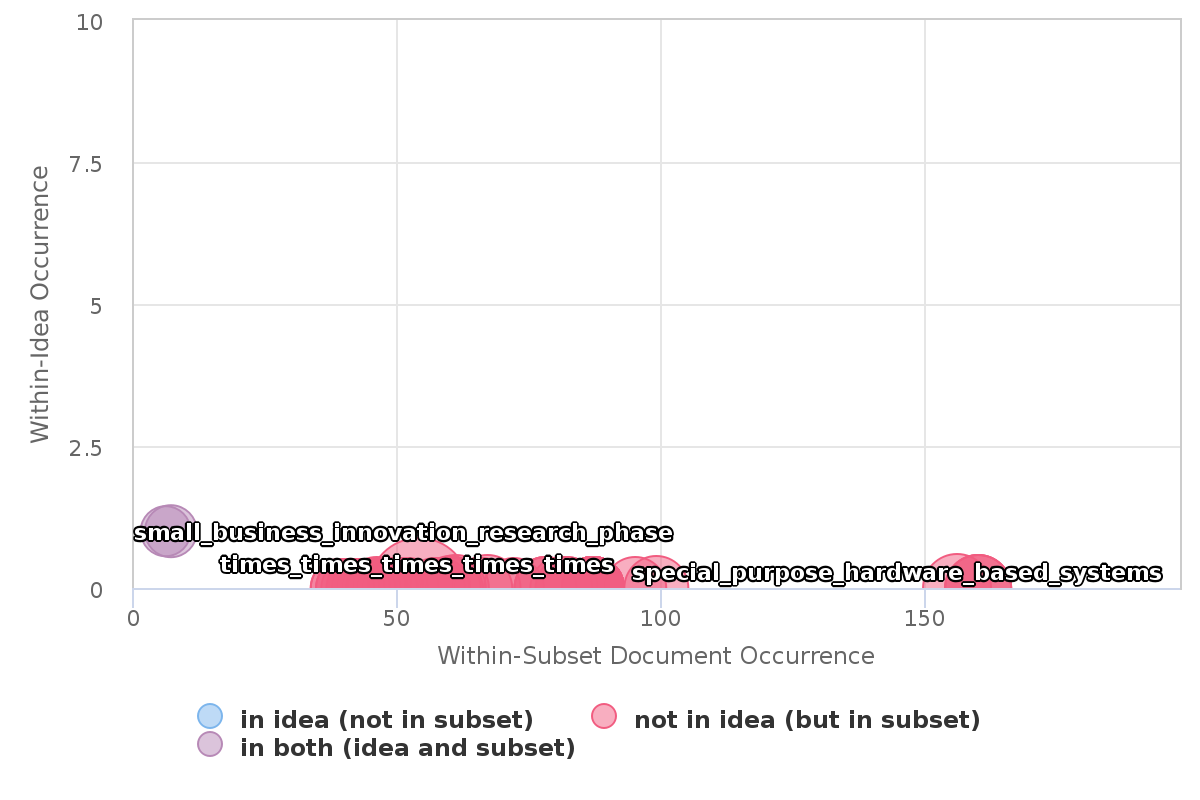 10
7.5
5
2.5
0
Within-Idea Occurrence
small_business_innovation_research_phase
times_times_times_times_times
special_purpose_hardware_based_systems
0 50 100 150
Within-Subset Document Occurrence
in idea (not in subset) not in idea (but in subset)
in both (idea and subset)